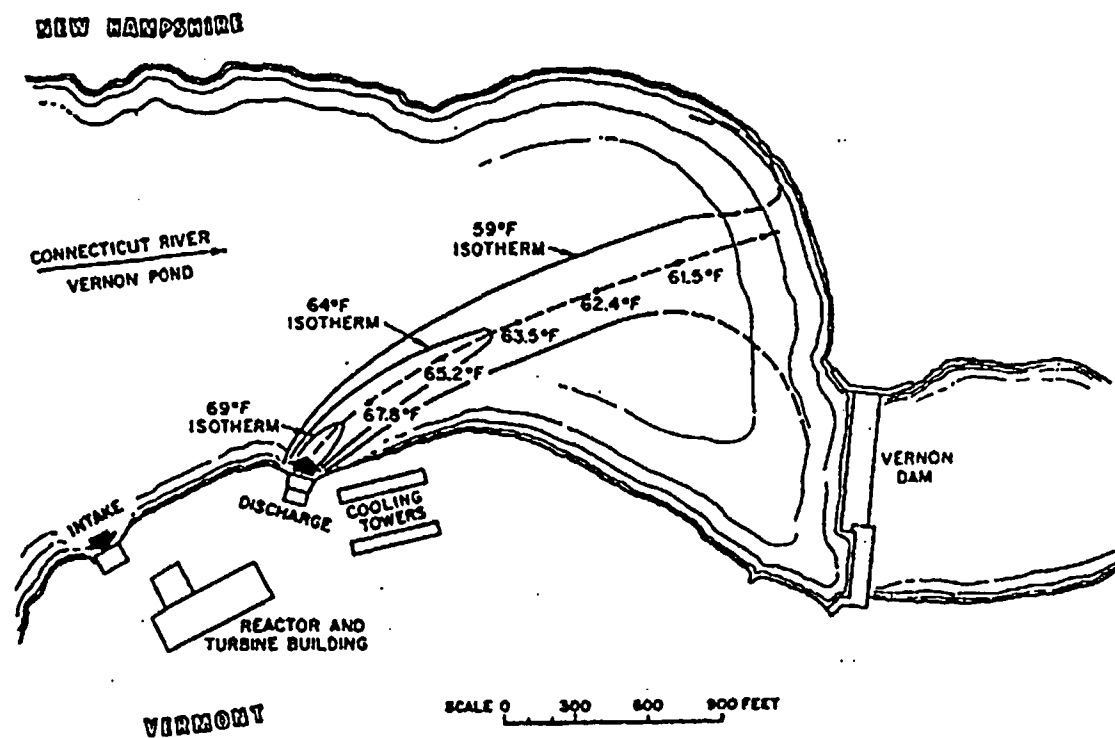 NEW HAMPSHIRE
CONNECTICUT RIVER
VERNON POND
59°F
ISOTHERM
64°F
ISOTHERM
61.5°F
62.4°F
63.5°F
65.2°F
69°F
ISOTHERM
67.8°F
INTAKE
DISCHARGE
COOLING
TOWERS
VERNON
DAM
REACTOR AND
TURBINE BUILDING
VERMONT
SCALE 0 300 600 900 FEET